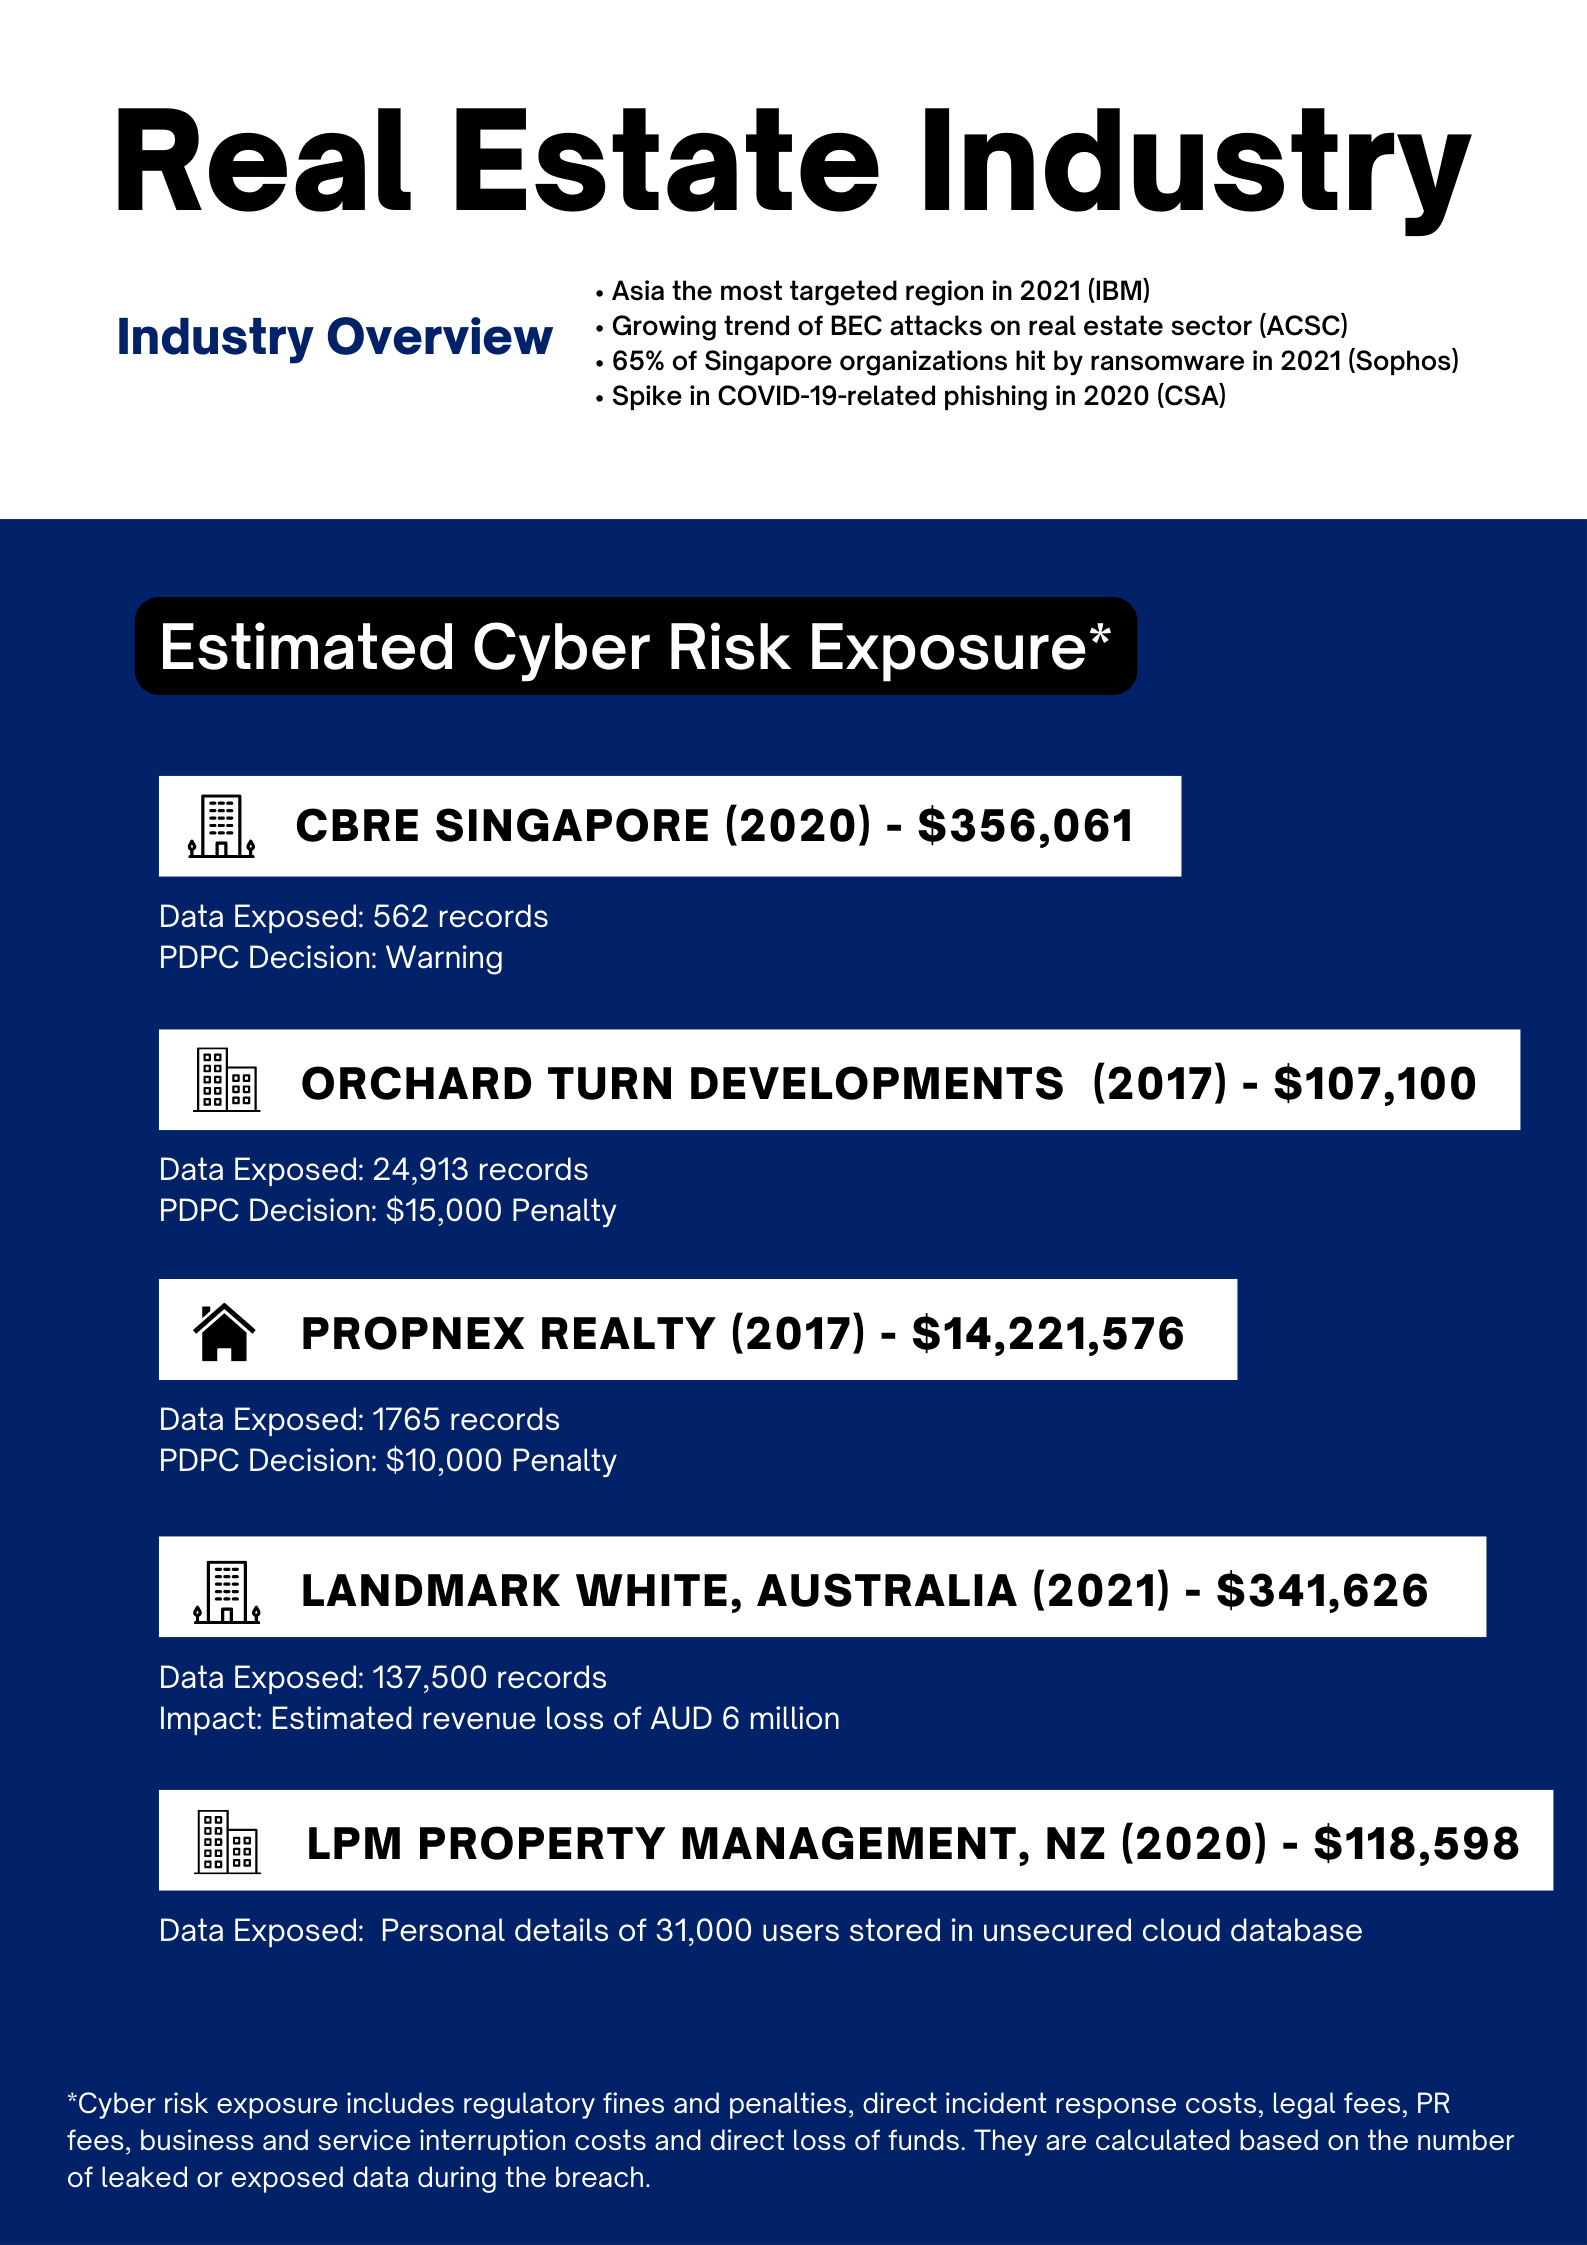 Real Estate Industry
Industry Overview
• Asia the most targeted region in 2021 (IBM)
• Growing trend of BEC attacks on real estate sector (ACSC)
• 65% of Singapore organizations hit by ransomware in 2021 (Sophos)
• Spike in COVID-19-related phishing in 2020 (CSA)
Estimated Cyber Risk Exposure*
CBRE SINGAPORE (2020) - $356,061
Data Exposed: 562 records
PDPC Decision: Warning
ORCHARD TURN DEVELOPMENTS (2017) - $107,100
Data Exposed: 24,913 records
PDPC Decision: $15,000 Penalty
PROPNEX REALTY (2017) - $14,221,576
Data Exposed: 1765 records
PDPC Decision: $10,000 Penalty
LANDMARK WHITE, AUSTRALIA (2021) - $341,626
Data Exposed: 137,500 records
Impact: Estimated revenue loss of AUD 6 million
LPM PROPERTY MANAGEMENT, NZ (2020) - $118,598
Data Exposed: Personal details of 31,000 users stored in unsecured cloud database
*Cyber risk exposure includes regulatory fines and penalties, direct incident response costs, legal fees, PR
fees, business and service interruption costs and direct loss of funds. They are calculated based on the number
of leaked or exposed data during the breach.